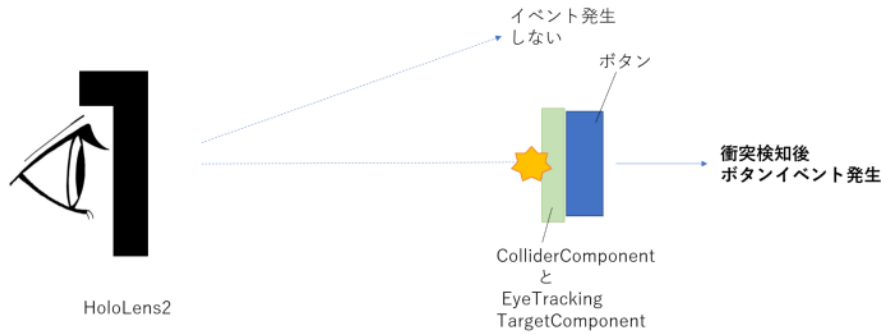 イベント発生
しない
ボタン
衝突検知後
ボタンイベント発生
ColliderComponent
と
EyeTracking
TargetComponent
HoloLens2